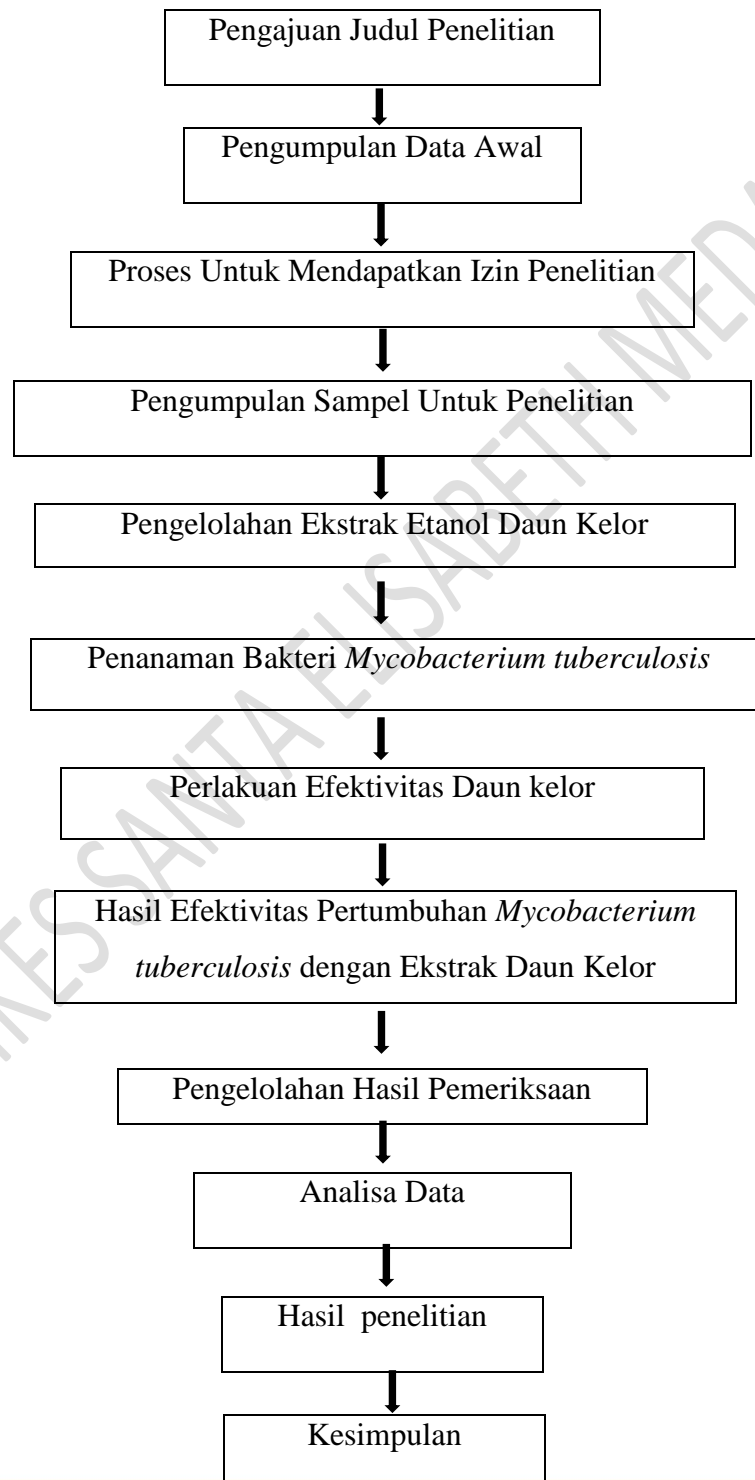 Pengajuan Judul Penelitian
Pengumpulan Data Awal
Proses Untuk Mendapatkan Izin Penelitian
Pengumpulan Sampel Untuk Penelitian
Pengelolahan Ekstrak Etanol Daun Kelor
Penanaman Bakteri Mycobacterium tuberculosis
Perlakuan Efektivitas Daun kelor
Hasil Efektivitas Pertumbuhan Mycobacterium
tuberculosis dengan Ekstrak Daun Kelor
Pengelolahan Hasil Pemeriksaan
Analisa Data
Hasil penelitian
Kesimpulan
SANTA ELISABETH